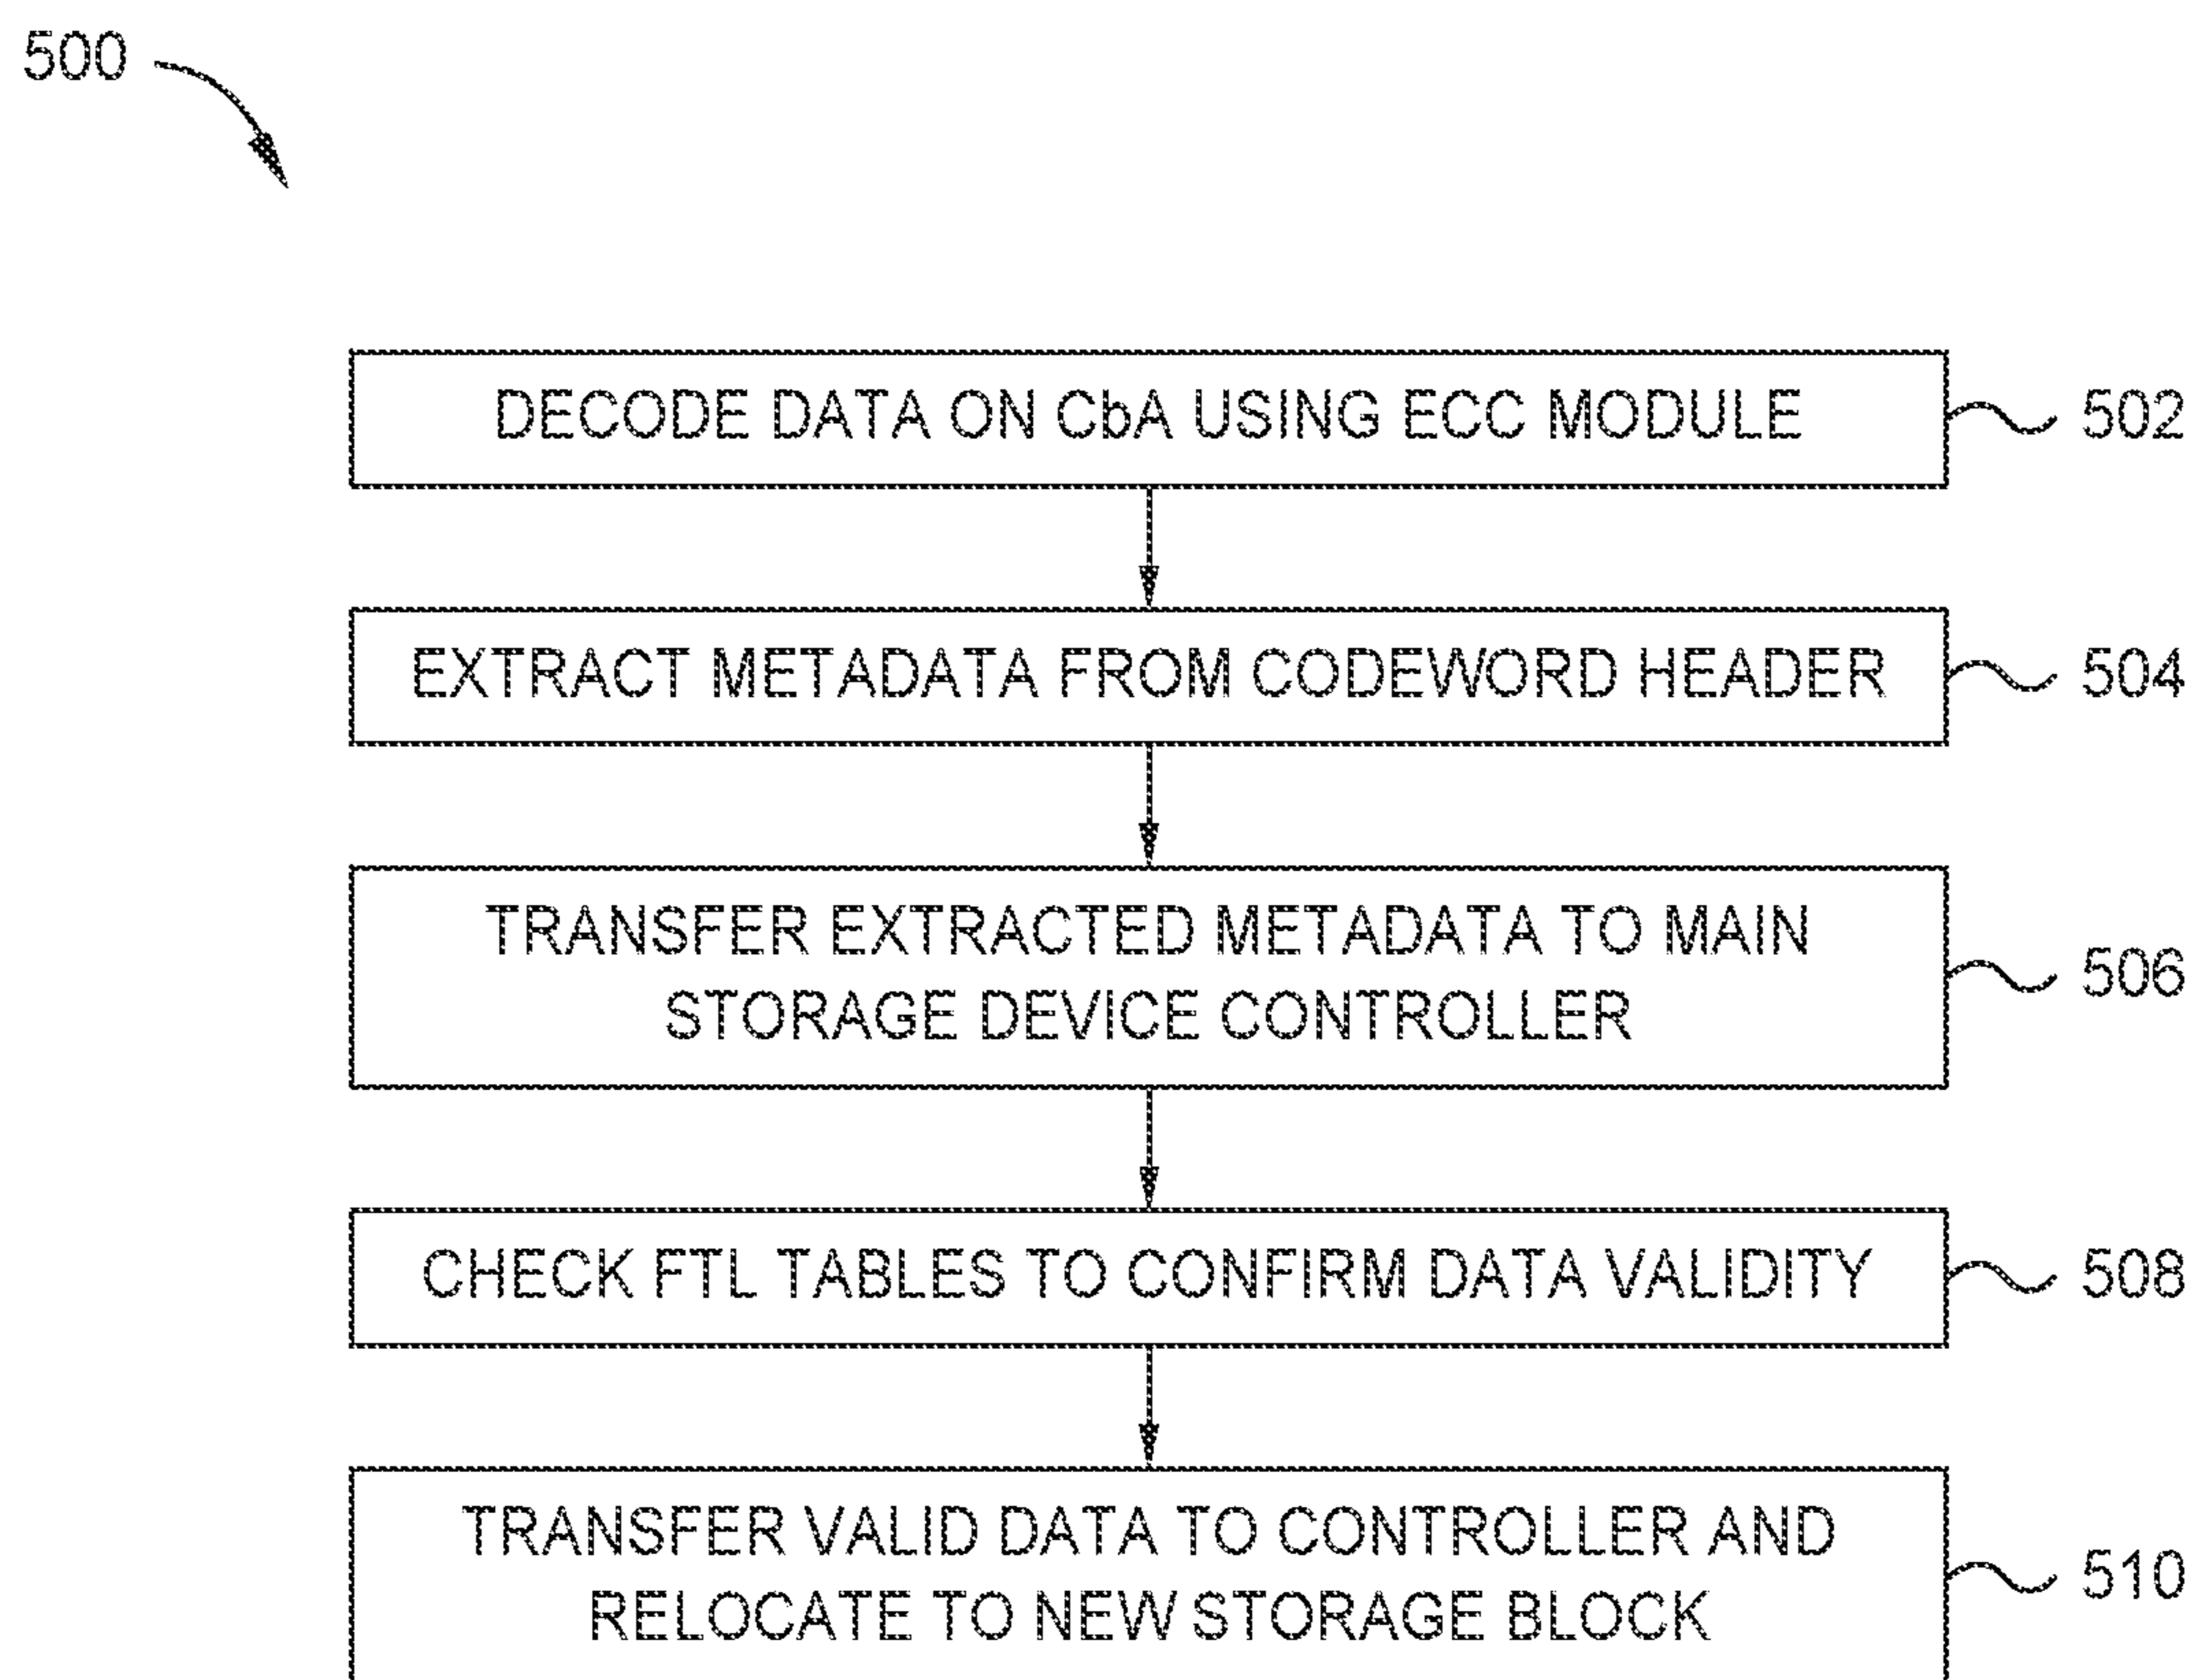 500
DECODE DATA ON CbA USING ECC MODULE
502
EXTRACT METADATA FROM CODEWORD HEADER
504
TRANSFER EXTRACTED METADATA TO MAIN
STORAGE DEVICE CONTROLLER
506
CHECK FTL TABLES TO CONFIRM DATA VALIDITY
508
TRANSFER VALID DATA TO CONTROLLER AND
RELOCATE TO NEW STORAGE BLOCK
510